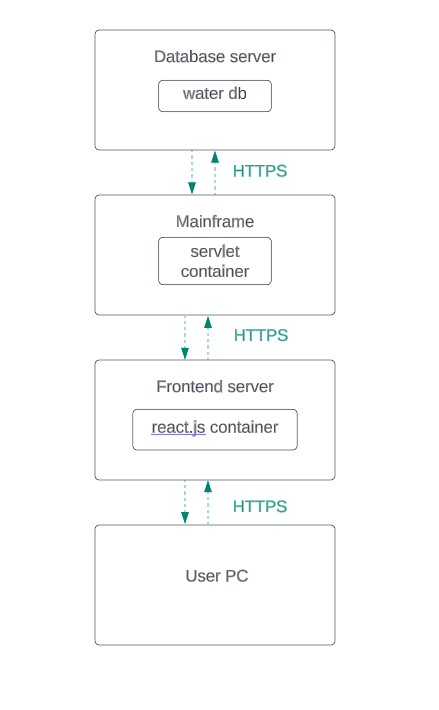 Database server
water db
HTTPS
Mainframe
servlet
container
HTTPS
Frontend server
react.js container
HTTPS
User PC